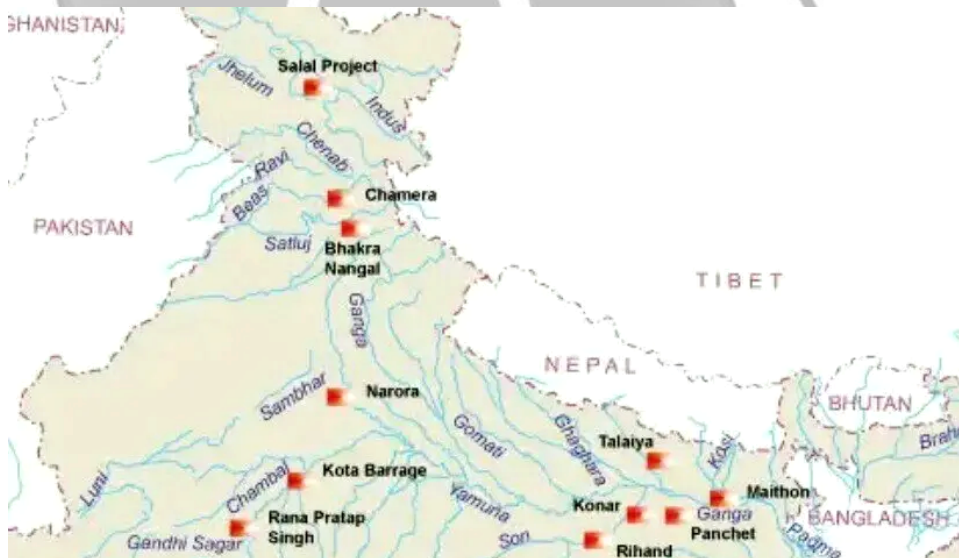 GHANISTAN
Salal Project
Jhelum
Indus
Chenab
Ravi
Chamera
Beas
PAKISTAN
Satluj
Bhakra
Nangal
TIBET
Ganga
NEPAL
Narora
Sambhar
BHUTAN
Gomati
Ghaghara
Talaiya
Kosi
Brahm
Kota Barrage
Chambal
Luni
Yamuna
Maithon
Konar
Ganga
Panchet
BANGLADESH
Rana Pratap
Singh
Gandhi Sagar
Son
Rihand
Padma